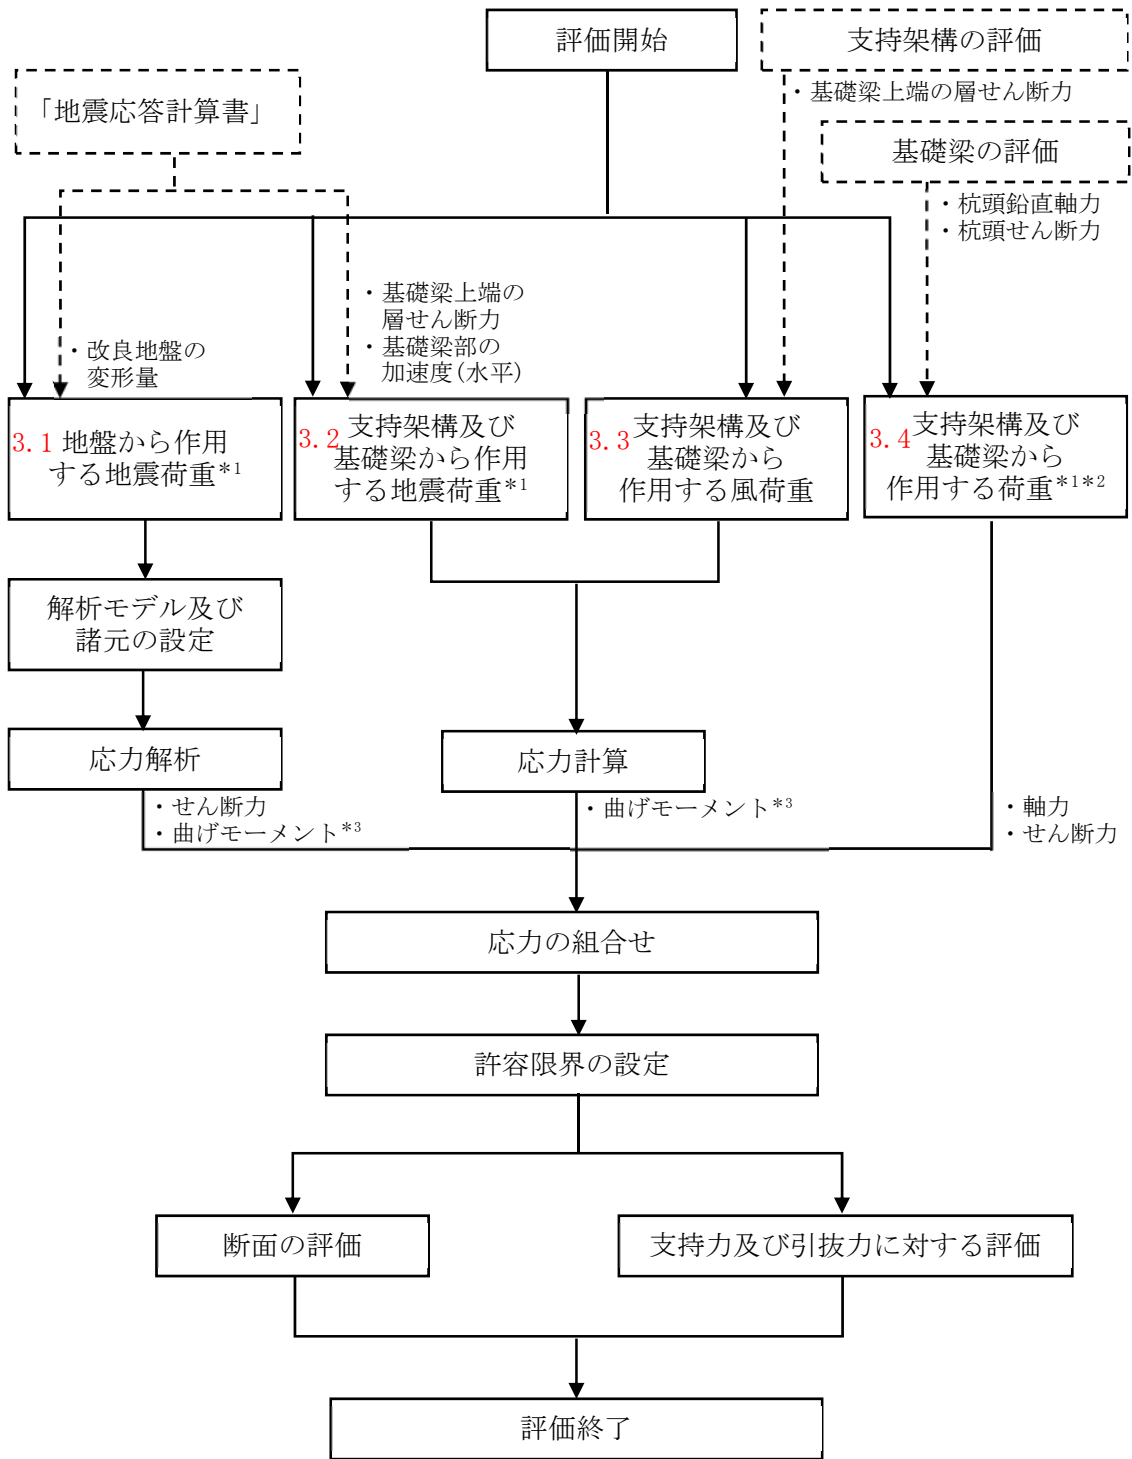 評価開始
支持架構の評価
・基礎梁上端の層せん断力
「地震応答計算書」
基礎梁の評価
・杭頭鉛直軸力
・杭頭せん断力
・基礎梁上端の
層せん断力
・基礎梁部の
加速度(水平)
・改良地盤の
変形量
3.1 地盤から作用
する地震荷重*1
3.2 支持架構及び
基礎梁から作用
する地震荷重*1
3.3 支持架構及び
基礎梁から
作用する風荷重
3.4 支持架構及び
基礎梁から
作用する荷重*1*2
解析モデル及び
諸元の設定
応力解析
応力計算
・せん断力
・曲げモーメント*3
・曲げモーメント*3
・軸力
・せん断力
応力の組合せ
許容限界の設定
断面の評価
支持力及び引抜力に対する評価
評価終了